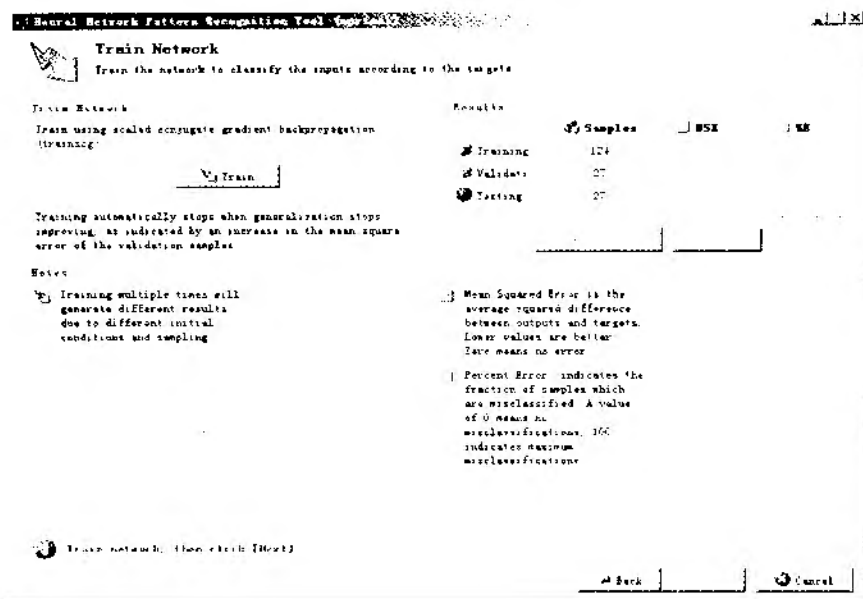 Neural Network Pattern Recognition Tool (nprtool)
Train Network
Train the network to classify the inputs according to the targets
Train Network
Train using scaled conjugate gradient backpropagation
(trainscg)
Train
Training automatically stops when generalization stops
improving, as indicated by an increase in the mean square
error of the validation samples
Notes
Training multiple times will
generate different results
due to different initial
conditions and sampling
Results
Samples MSE %E
Training 124
Validati 27
Testing 27
Mean Squared Error is the
average squared difference
between outputs and targets.
Lower values are better
Zero means no error
Percent Error indicates the
fraction of samples which
are misclassified. A value
of 0 means no
misclassifications, 100
indicates maximum
misclassifications
Train network, then click [Next]
Back
Cancel